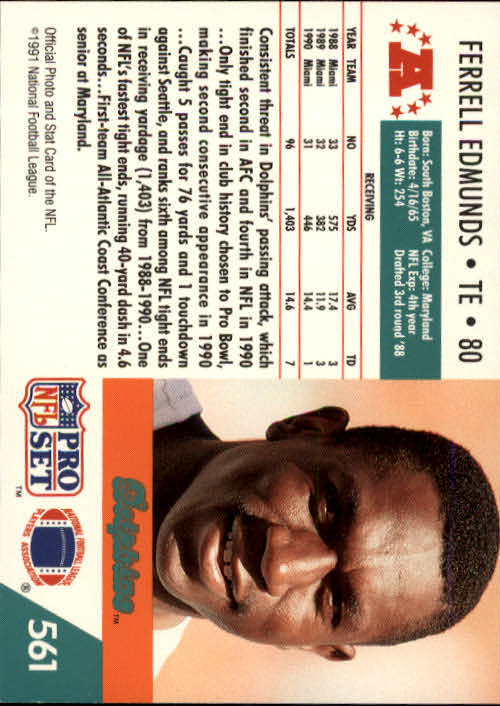 FERRELL EDMUNDS • TE • 80
A
Born: South Boston, VA College: Maryland
Birthdate: 4/16/65 NFL Exp: 4th year
Ht: 6-6 Wt: 254 Drafted 3rd round '88
RECEIVING
YEAR TEAM NO YDS AVG TD
1988 Miami 33 575 17.4 3
1989 Miami 32 382 11.9 3
1990 Miami 31 446 14.4 1
TOTALS 96 1,403 14.6 7
Consistent threat in Dolphins' passing attack, which
finished second in AFC and fourth in NFL in 1990
...Only tight end in club history chosen to Pro Bowl,
making second consecutive appearance in 1990
...Caught 5 passes for 76 yards and 1 touchdown
against Seattle, and ranks sixth among NFL tight ends
in receiving yardage (1,403) from 1988-1990...One
of NFL's fastest tight ends, running 40-yard dash in 4.6
seconds...First-team All-Atlantic Coast Conference as
senior at Maryland.
Official Photo and Stat Card of the NFL.
©1991 National Football League.
Dolphins™
PRO
NFL
SET
™
NATIONAL FOOTBALL LEAGUE
PLAYERS ASSOCIATION
®
561